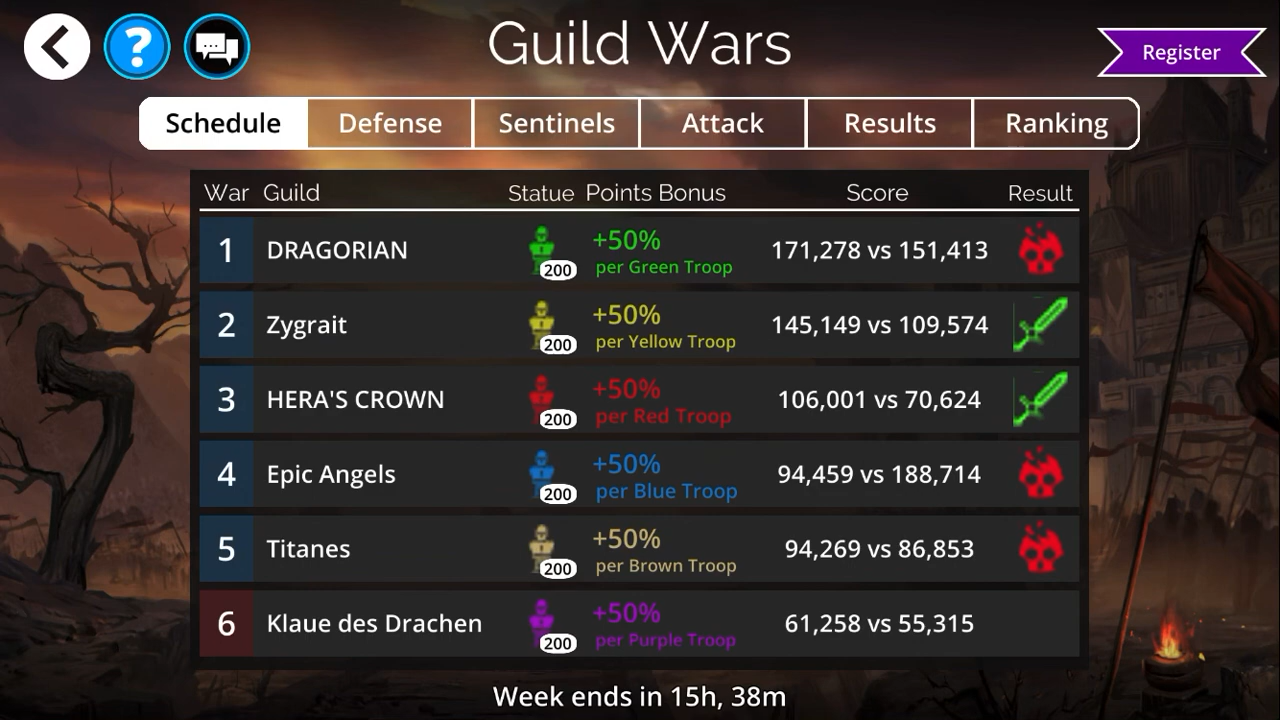 ?
Guild Wars
Register
Schedule Defense Sentinels Attack Results Ranking
War Guild Statue Points Bonus Score Result
1 DRAGORIAN 200 +50% per Green Troop 171,278 vs 151,413
2 Zygrait 200 +50% per Yellow Troop 145,149 vs 109,574
3 HERA'S CROWN 200 +50% per Red Troop 106,001 vs 70,624
4 Epic Angels 200 +50% per Blue Troop 94,459 vs 188,714
5 Titanes 200 +50% per Brown Troop 94,269 vs 86,853
6 Klaue des Drachen 200 +50% per Purple Troop 61,258 vs 55,315
Week ends in 15h, 38m